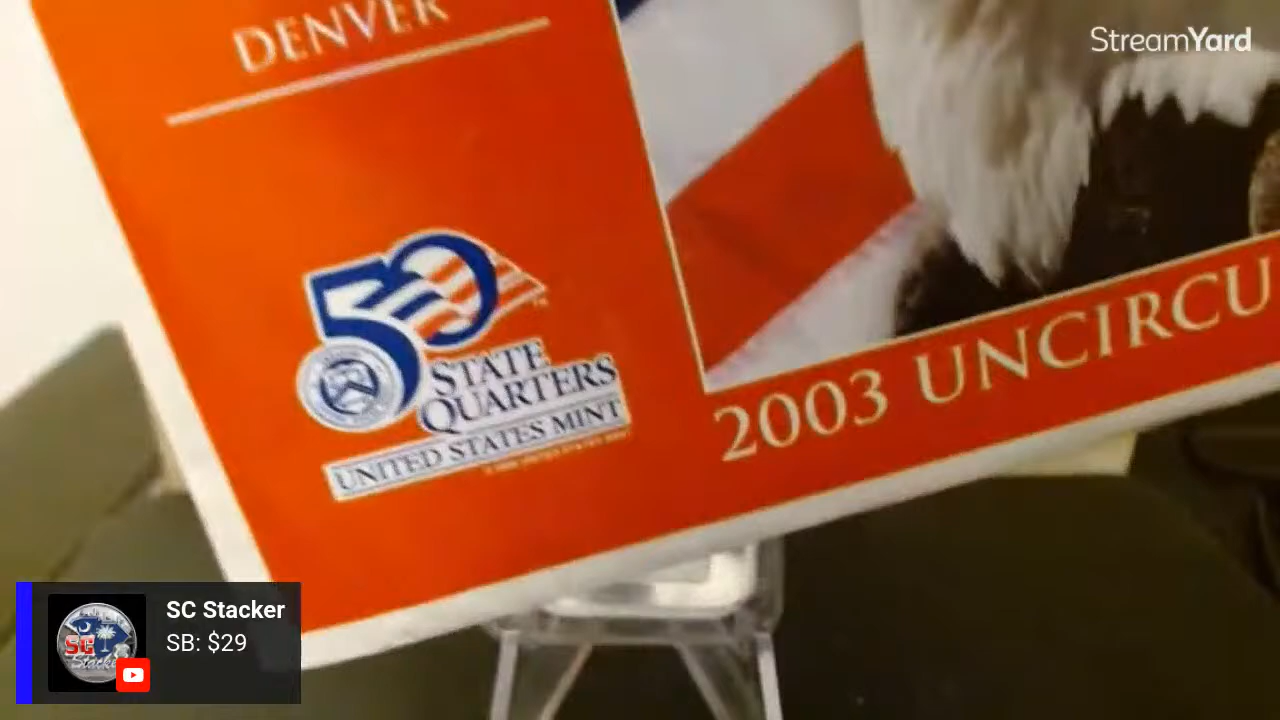 DENVER
StreamYard
50
STATE
QUARTERS
UNITED STATES MINT
2003 UNCIRCU
SC Stacker
SB: $29